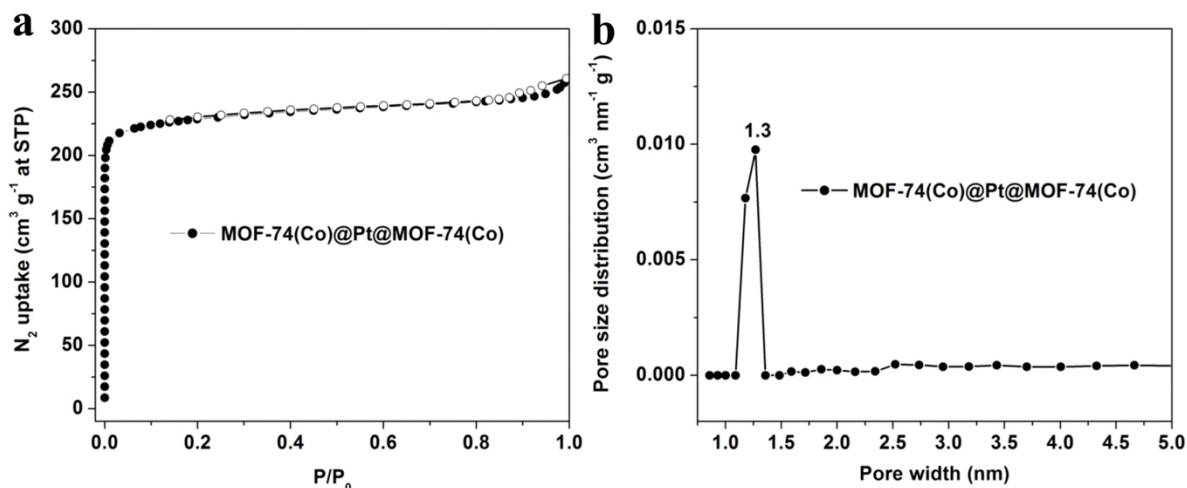 a
300
250
200
150
100
50
0
N₂ uptake (cm³ g⁻¹ at STP)
MOF-74(Co)@Pt@MOF-74(Co)
0.0 0.2 0.4 0.6 0.8 1.0
P/P₀
b
0.015
0.010
0.005
0.000
Pore size distribution (cm³ nm⁻¹ g⁻¹)
1.3
MOF-74(Co)@Pt@MOF-74(Co)
1.0 1.5 2.0 2.5 3.0 3.5 4.0 4.5 5.0
Pore width (nm)